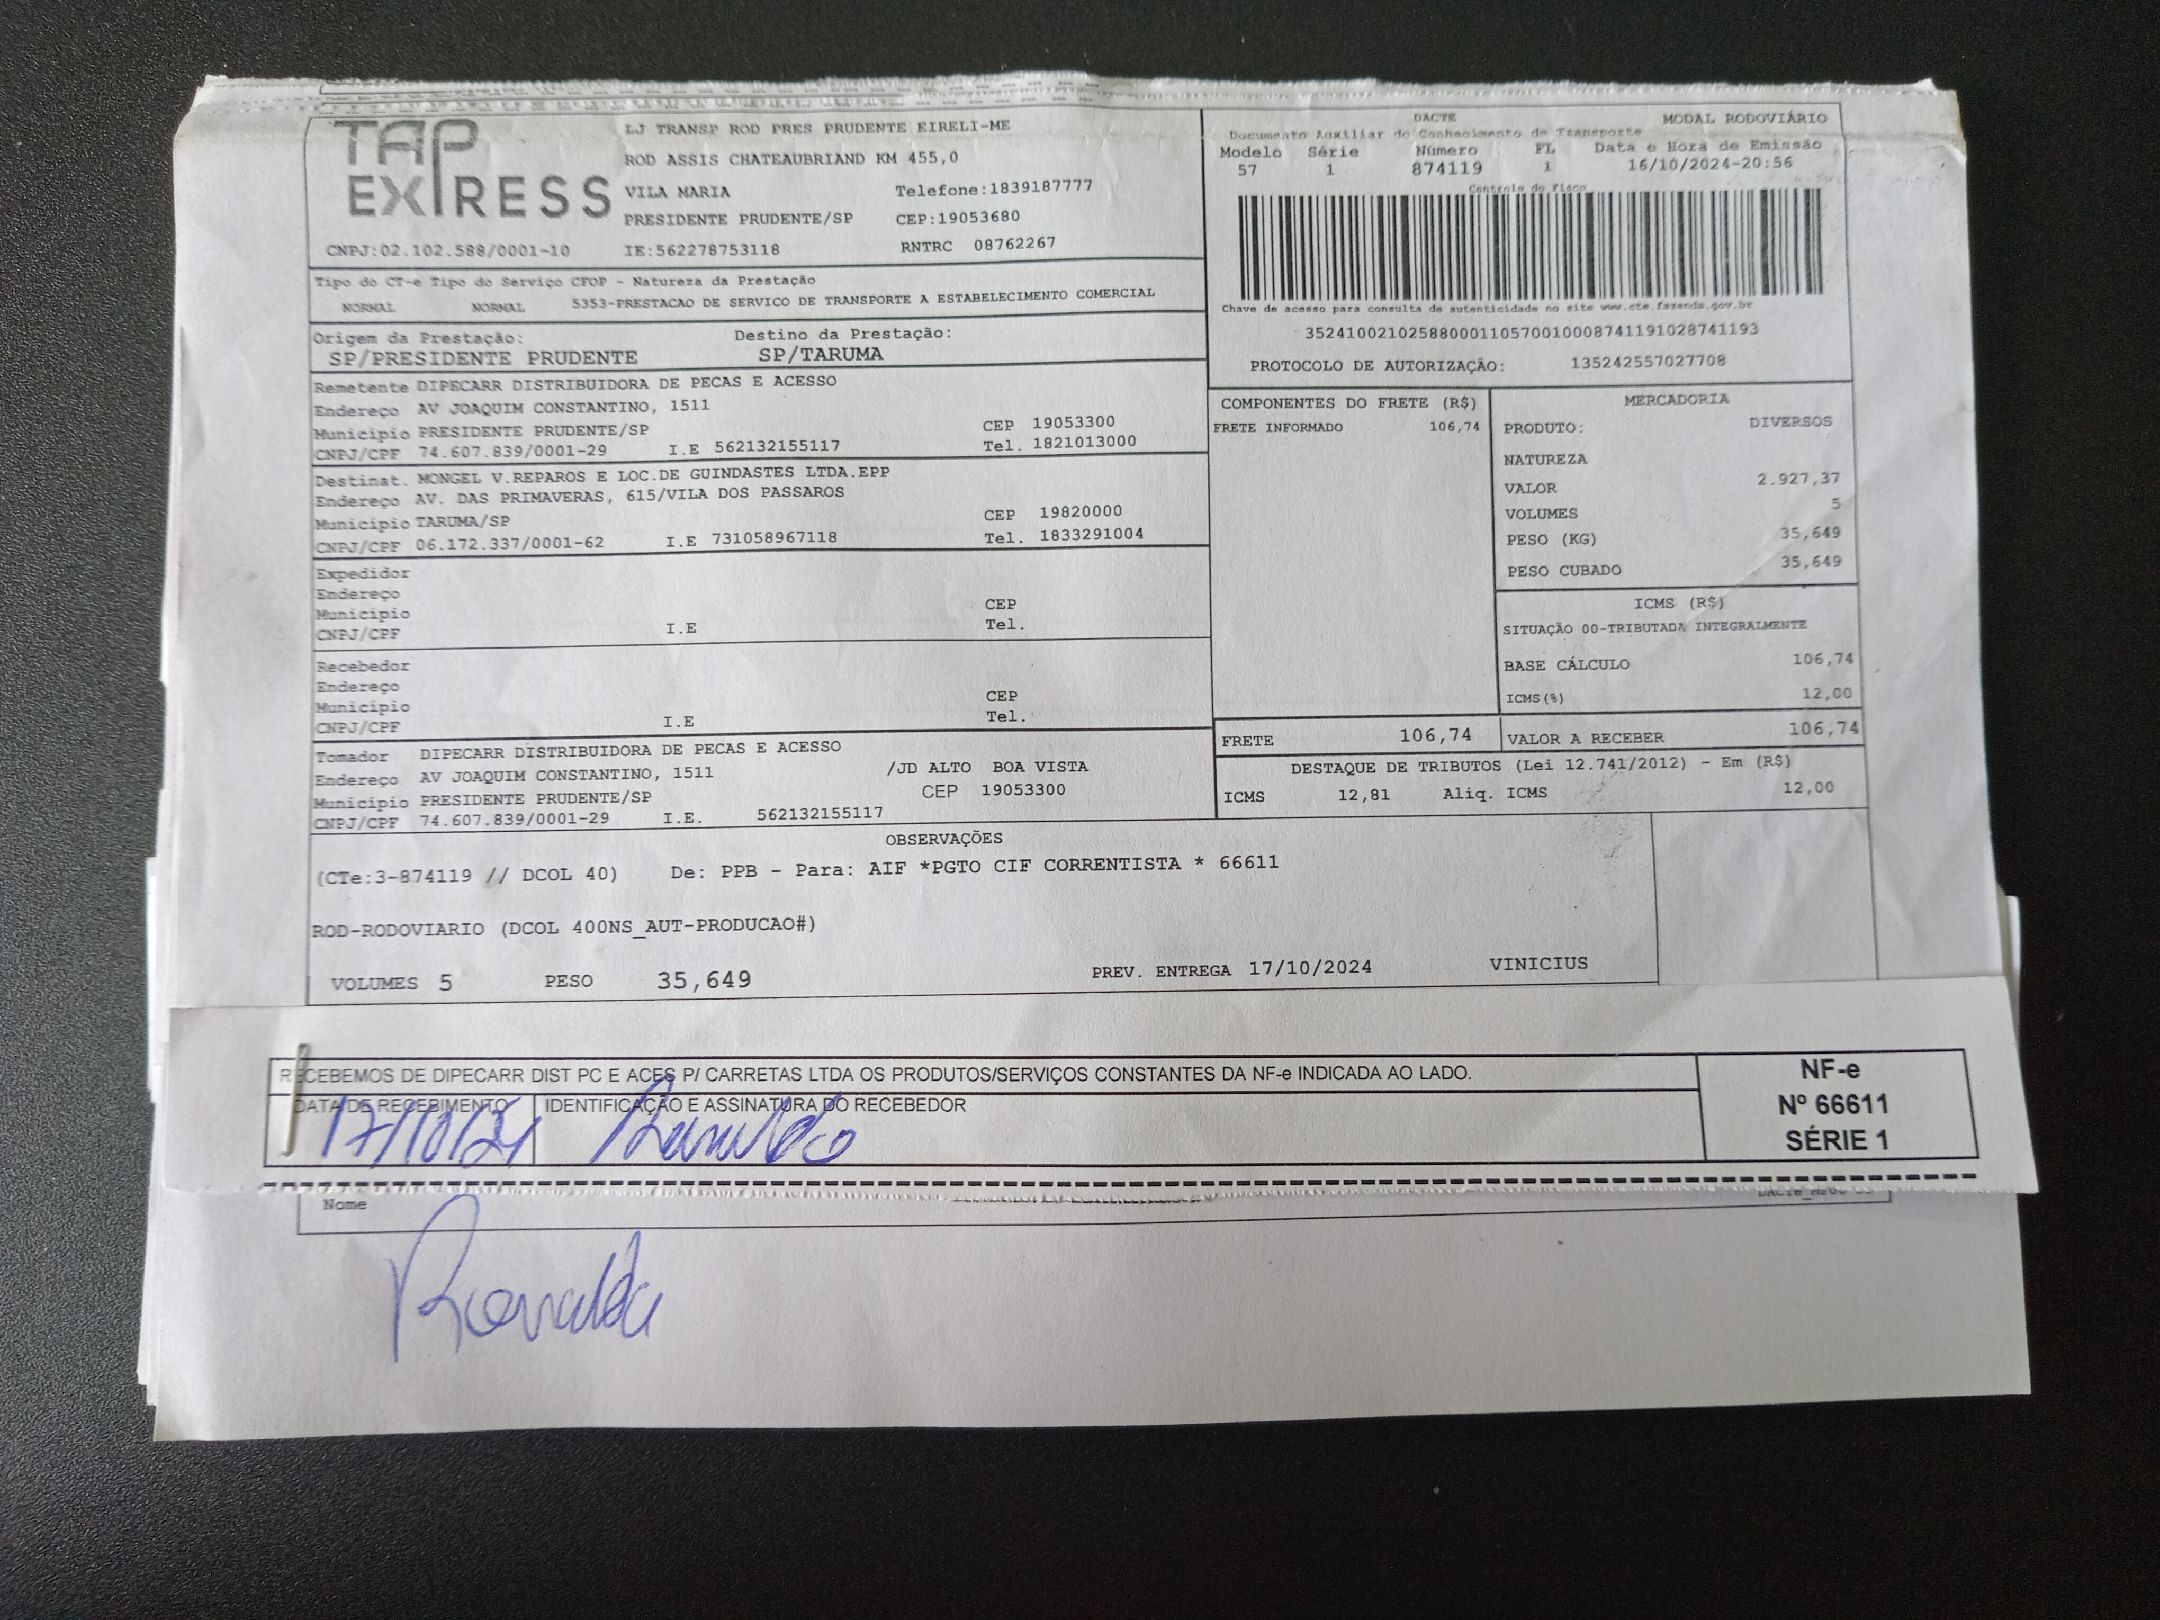 TAP EXPRESS
LJ TRANSP ROD PRES PRUDENTE EIRELI-ME
ROD ASSIS CHATEAUBRIAND KM 455,0
VILA MARIA Telefone:1839187777
PRESIDENTE PRUDENTE/SP CEP:19053680
CNPJ:02.102.588/0001-10 IE:562278753118 RNTRC 08762267
DACTE MODAL RODOVIÁRIO
Documento Auxiliar do Conhecimento de Transporte
Modelo Série Número FL Data e Hora de Emissão
57 1 874119 1 16/10/2024-20:56
Controle do Fisco
Chave de acesso para consulta de autenticidade no site www.cte.fazenda.gov.br
35241002102588000110570010008741191028741193
PROTOCOLO DE AUTORIZAÇÃO: 135242557027708
Tipo do CT-e Tipo do Serviço CFOP - Natureza da Prestação
NORMAL NORMAL 5353-PRESTACAO DE SERVICO DE TRANSPORTE A ESTABELECIMENTO COMERCIAL
Origem da Prestação: Destino da Prestação:
SP/PRESIDENTE PRUDENTE SP/TARUMA
Remetente DIPECARR DISTRIBUIDORA DE PECAS E ACESSO
Endereço AV JOAQUIM CONSTANTINO, 1511
Município PRESIDENTE PRUDENTE/SP CEP 19053300
CNPJ/CPF 74.607.839/0001-29 I.E 562132155117 Tel. 1821013000
Destinat. MONGEL V.REPAROS E LOC.DE GUINDASTES LTDA.EPP
Endereço AV. DAS PRIMAVERAS, 615/VILA DOS PASSAROS
Município TARUMA/SP CEP 19820000
CNPJ/CPF 06.172.337/0001-62 I.E 731058967118 Tel. 1833291004
Expedidor
Endereço
Município CEP
CNPJ/CPF I.E Tel.
Recebedor
Endereço
Município CEP
CNPJ/CPF I.E Tel.
Tomador DIPECARR DISTRIBUIDORA DE PECAS E ACESSO
Endereço AV JOAQUIM CONSTANTINO, 1511 /JD ALTO BOA VISTA
Município PRESIDENTE PRUDENTE/SP CEP 19053300
CNPJ/CPF 74.607.839/0001-29 I.E. 562132155117
COMPONENTES DO FRETE (R$)
FRETE INFORMADO 106,74
MERCADORIA
PRODUTO: DIVERSOS
NATUREZA
VALOR 2.927,37
VOLUMES 5
PESO (KG) 35,649
PESO CUBADO 35,649
ICMS (R$)
SITUAÇÃO 00-TRIBUTADA INTEGRALMENTE
BASE CÁLCULO 106,74
ICMS(%) 12,00
FRETE 106,74 VALOR A RECEBER 106,74
DESTAQUE DE TRIBUTOS (Lei 12.741/2012) - Em (R$)
ICMS 12,81 Aliq. ICMS 12,00
OBSERVAÇÕES
(CTe:3-874119 // DCOL 40) De: PPB - Para: AIF *PGTO CIF CORRENTISTA * 66611
ROD-RODOVIARIO (DCOL 400NS_AUT-PRODUCAO#)
VOLUMES 5 PESO 35,649 PREV. ENTREGA 17/10/2024 VINICIUS
RECEBEMOS DE DIPECARR DIST PC E ACES P/ CARRETAS LTDA OS PRODUTOS/SERVIÇOS CONSTANTES DA NF-e INDICADA AO LADO.
DATA DE RECEBIMENTO IDENTIFICAÇÃO E ASSINATURA DO RECEBEDOR
17/10/24 Ronaldo
NF-e
Nº 66611
SÉRIE 1
Nome
Ronaldo